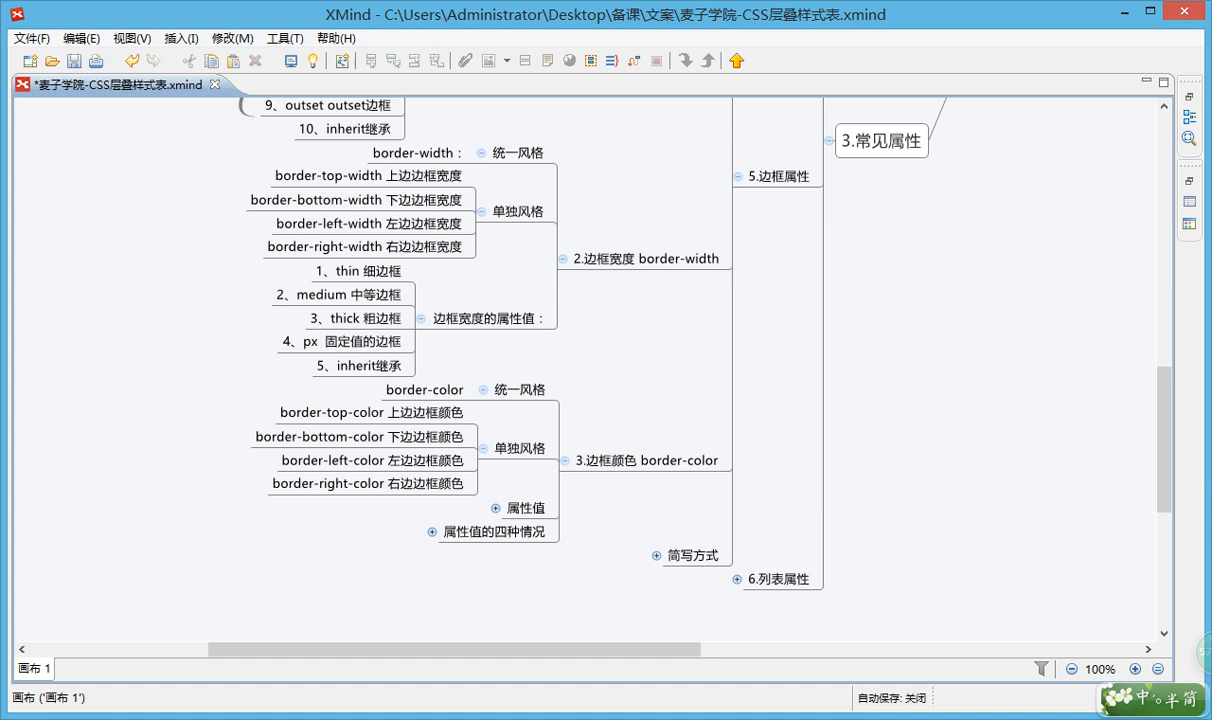 XMind - C:\Users\Administrator\Desktop\备课\文案\麦子学院-CSS层叠样式表.xmind
文件(F) 编辑(E) 视图(V) 插入(I) 修改(M) 工具(T) 帮助(H)
*麦子学院-CSS层叠样式表.xmind
9、outset outset边框
10、inherit继承
3.常见属性
border-width： 统一风格
border-top-width 上边边框宽度
5.边框属性
border-bottom-width 下边边框宽度
单独风格
border-left-width 左边边框宽度
border-right-width 右边边框宽度
2.边框宽度 border-width
1、thin 细边框
2、medium 中等边框
3、thick 粗边框
边框宽度的属性值：
4、px 固定值的边框
5、inherit继承
border-color 统一风格
border-top-color 上边边框颜色
border-bottom-color 下边边框颜色
单独风格
border-left-color 左边边框颜色
3.边框颜色 border-color
border-right-color 右边边框颜色
属性值
属性值的四种情况
简写方式
6.列表属性
57
画布 1
100%
画布 ('画布 1')
自动保存: 关闭
中 半 简